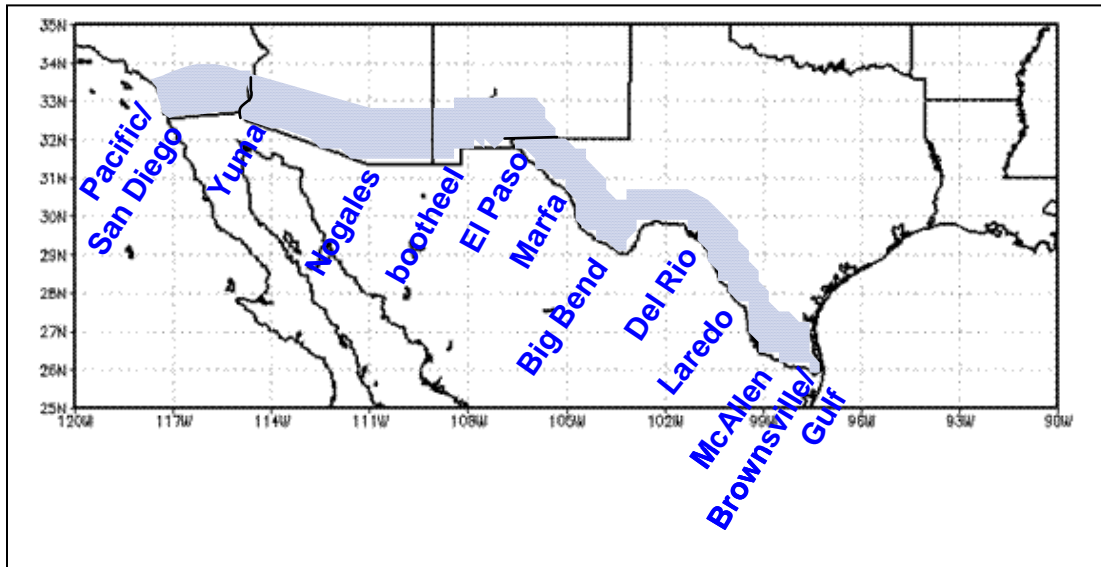 35N
34N
33N
32N
31N
30N
29N
28N
27N
26N
25N
120W
117W
114W
111W
108W
105W
102W
99W
96W
93W
90W
Pacific/
San Diego
Yuma
Nogales
bootheel
El Paso
Marfa
Big Bend
Del Rio
Laredo
McAllen
Brownsville/
Gulf